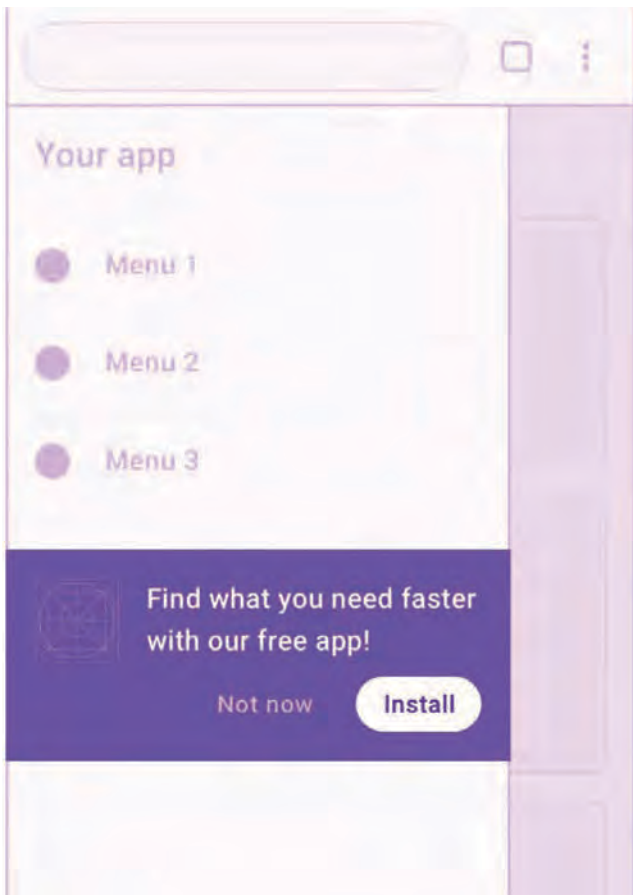 Your app
Menu 1
Menu 2
Menu 3
Find what you need faster
with our free app!
Not now
Install